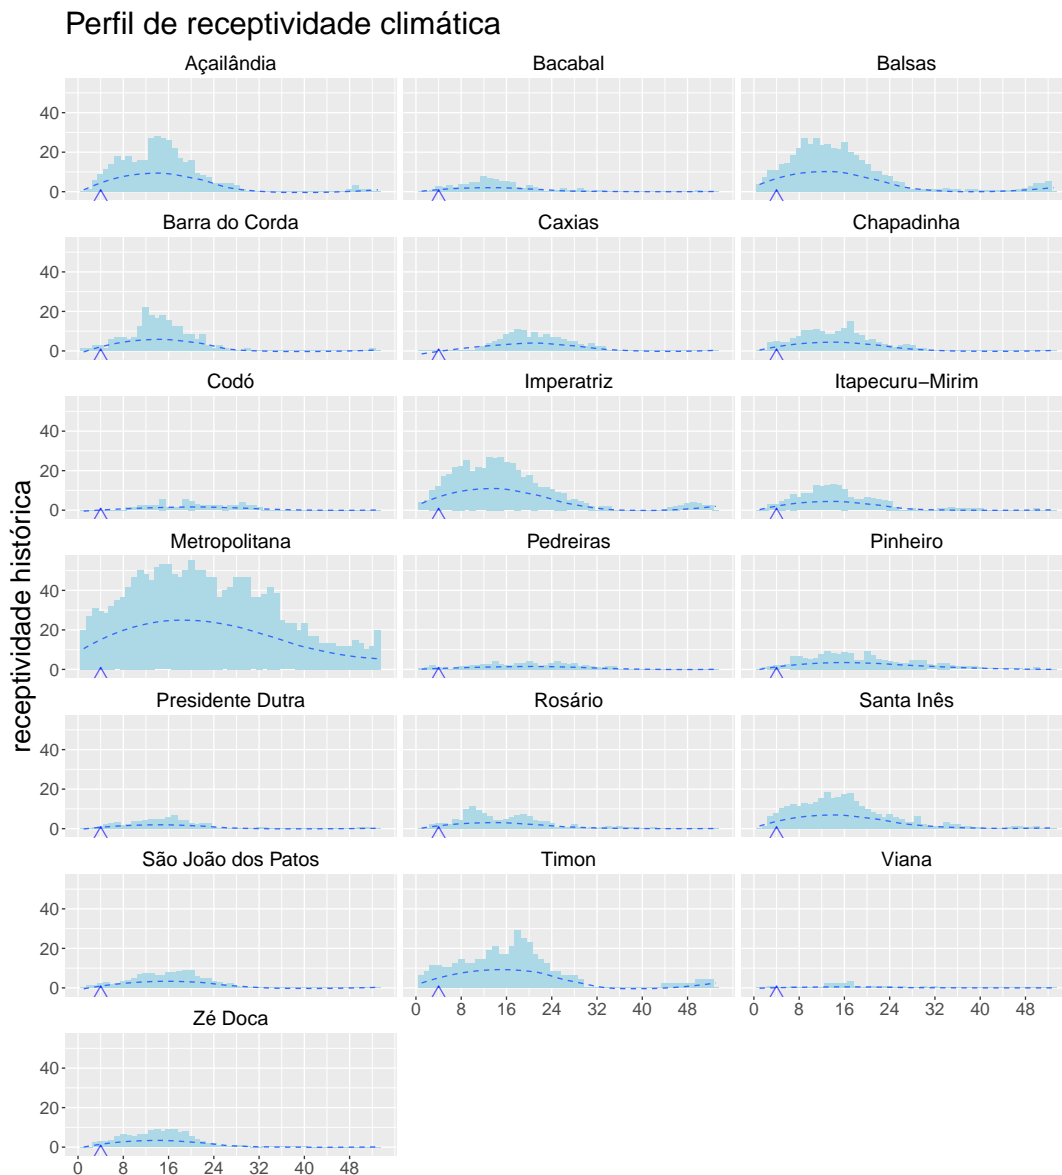 Perfil de receptividade climática
Açailândia Bacabal Balsas
40
20
0
Barra do Corda Caxias Chapadinha
40
20
0
Codó Imperatriz Itapecuru−Mirim
40
20
0
receptividade histórica
Metropolitana Pedreiras Pinheiro
40
20
0
Presidente Dutra Rosário Santa Inês
40
20
0
São João dos Patos Timon Viana
40
20
0
0 8 16 24 32 40 48 0 8 16 24 32 40 48
Zé Doca
40
20
0
0 8 16 24 32 40 48